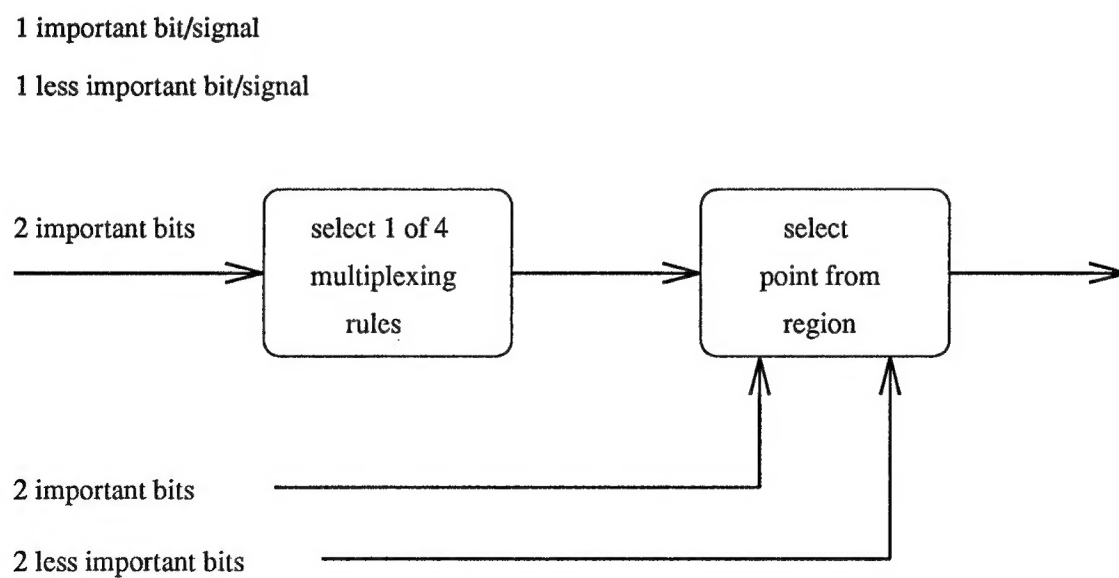 1 important bit/signal
1 less important bit/signal
2 important bits
select 1 of 4
multiplexing
rules
select
point from
region
2 important bits
2 less important bits